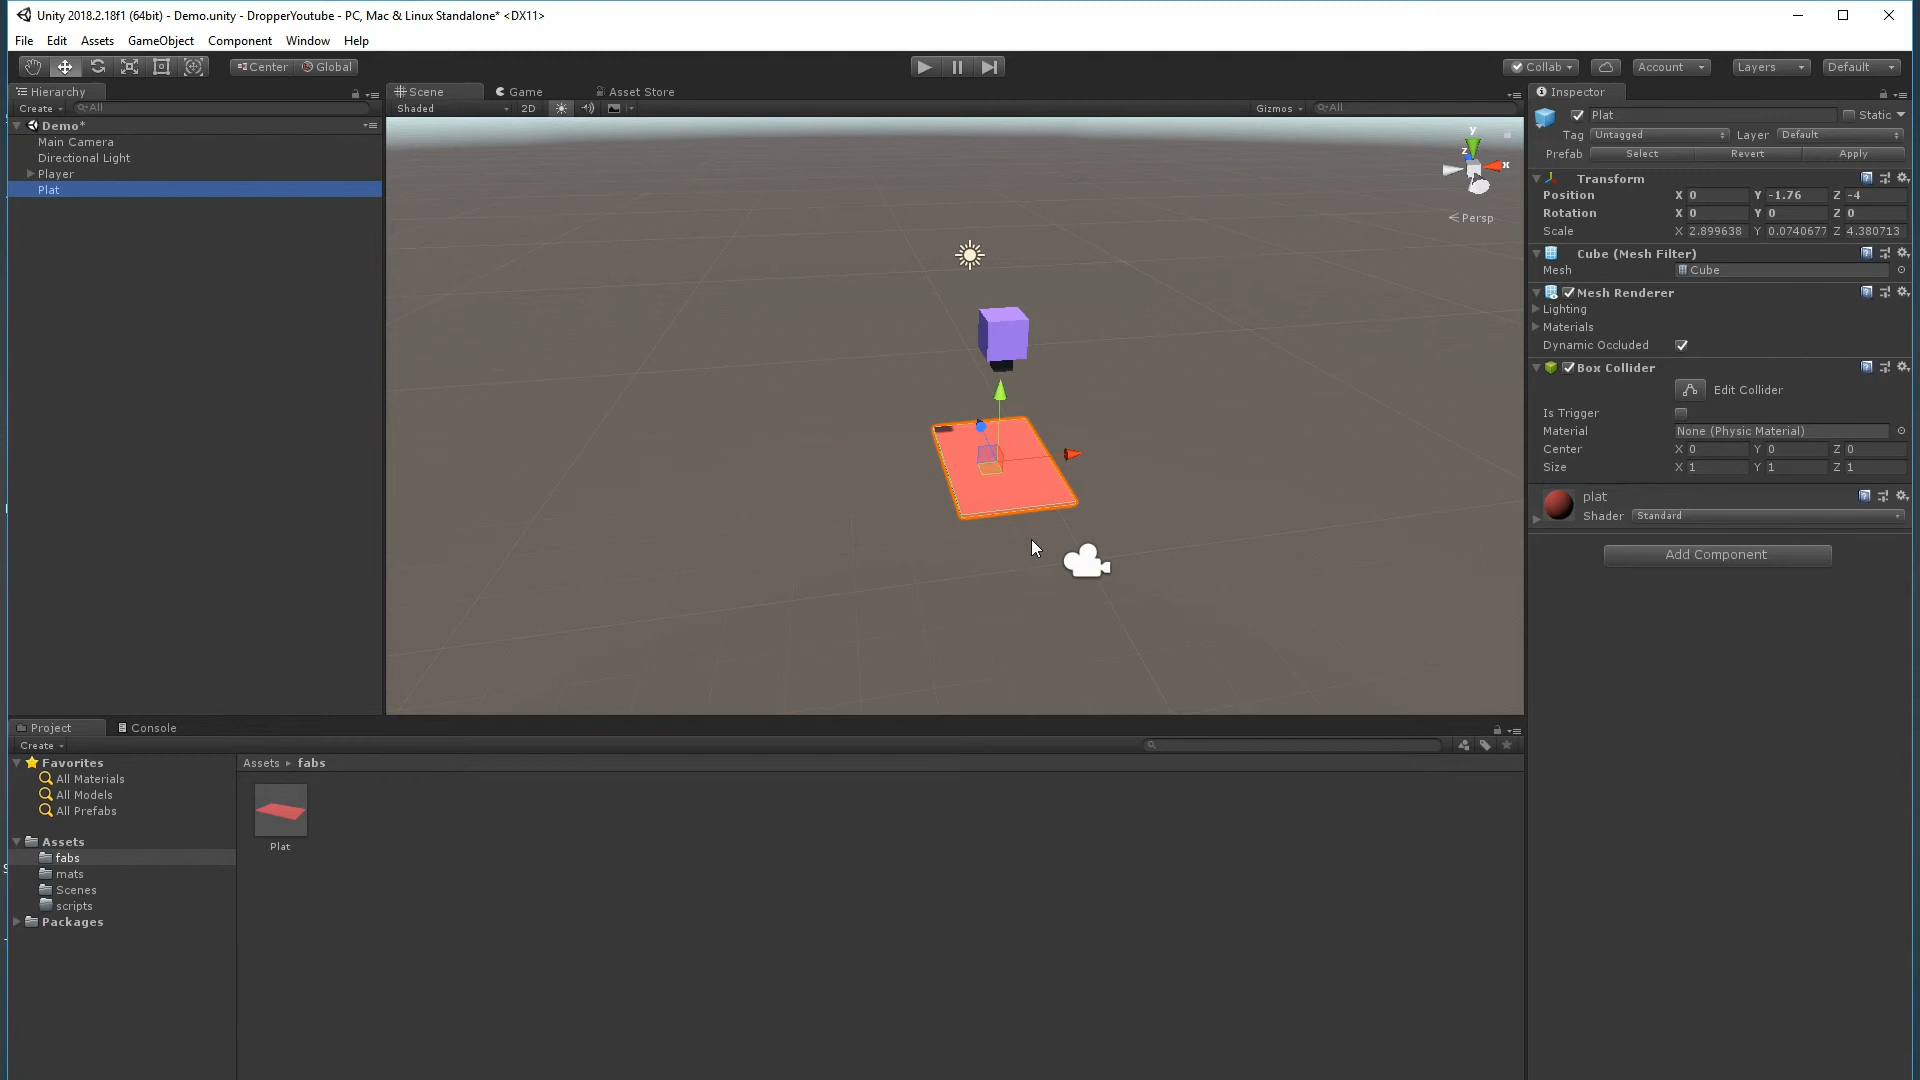 Unity 2018.2.18f1 (64bit) - Demo.unity - DropperYoutube - PC, Mac & Linux Standalone* <DX11>
File Edit Assets GameObject Component Window Help
Center Global Collab Account Layers Default
Hierarchy
Create All
Demo*
Main Camera
Directional Light
Player
Plat
Scene Game Asset Store
Shaded 2D Gizmos All
y
z
x
Persp
Inspector
Plat Static
Tag Untagged Layer Default
Prefab Select Revert Apply
Transform
Position X 0 Y -1.76 Z -4
Rotation X 0 Y 0 Z 0
Scale X 2.899638 Y 0.0740677 Z 4.380713
Cube (Mesh Filter)
Mesh Cube
Mesh Renderer
Lighting
Materials
Dynamic Occluded
Box Collider
Edit Collider
Is Trigger
Material None (Physic Material)
Center X 0 Y 0 Z 0
Size X 1 Y 1 Z 1
plat
Shader Standard
Add Component
Project Console
Create
Favorites
All Materials
All Models
All Prefabs
Assets
fabs
mats
Scenes
scripts
Packages
Assets fabs
Plat